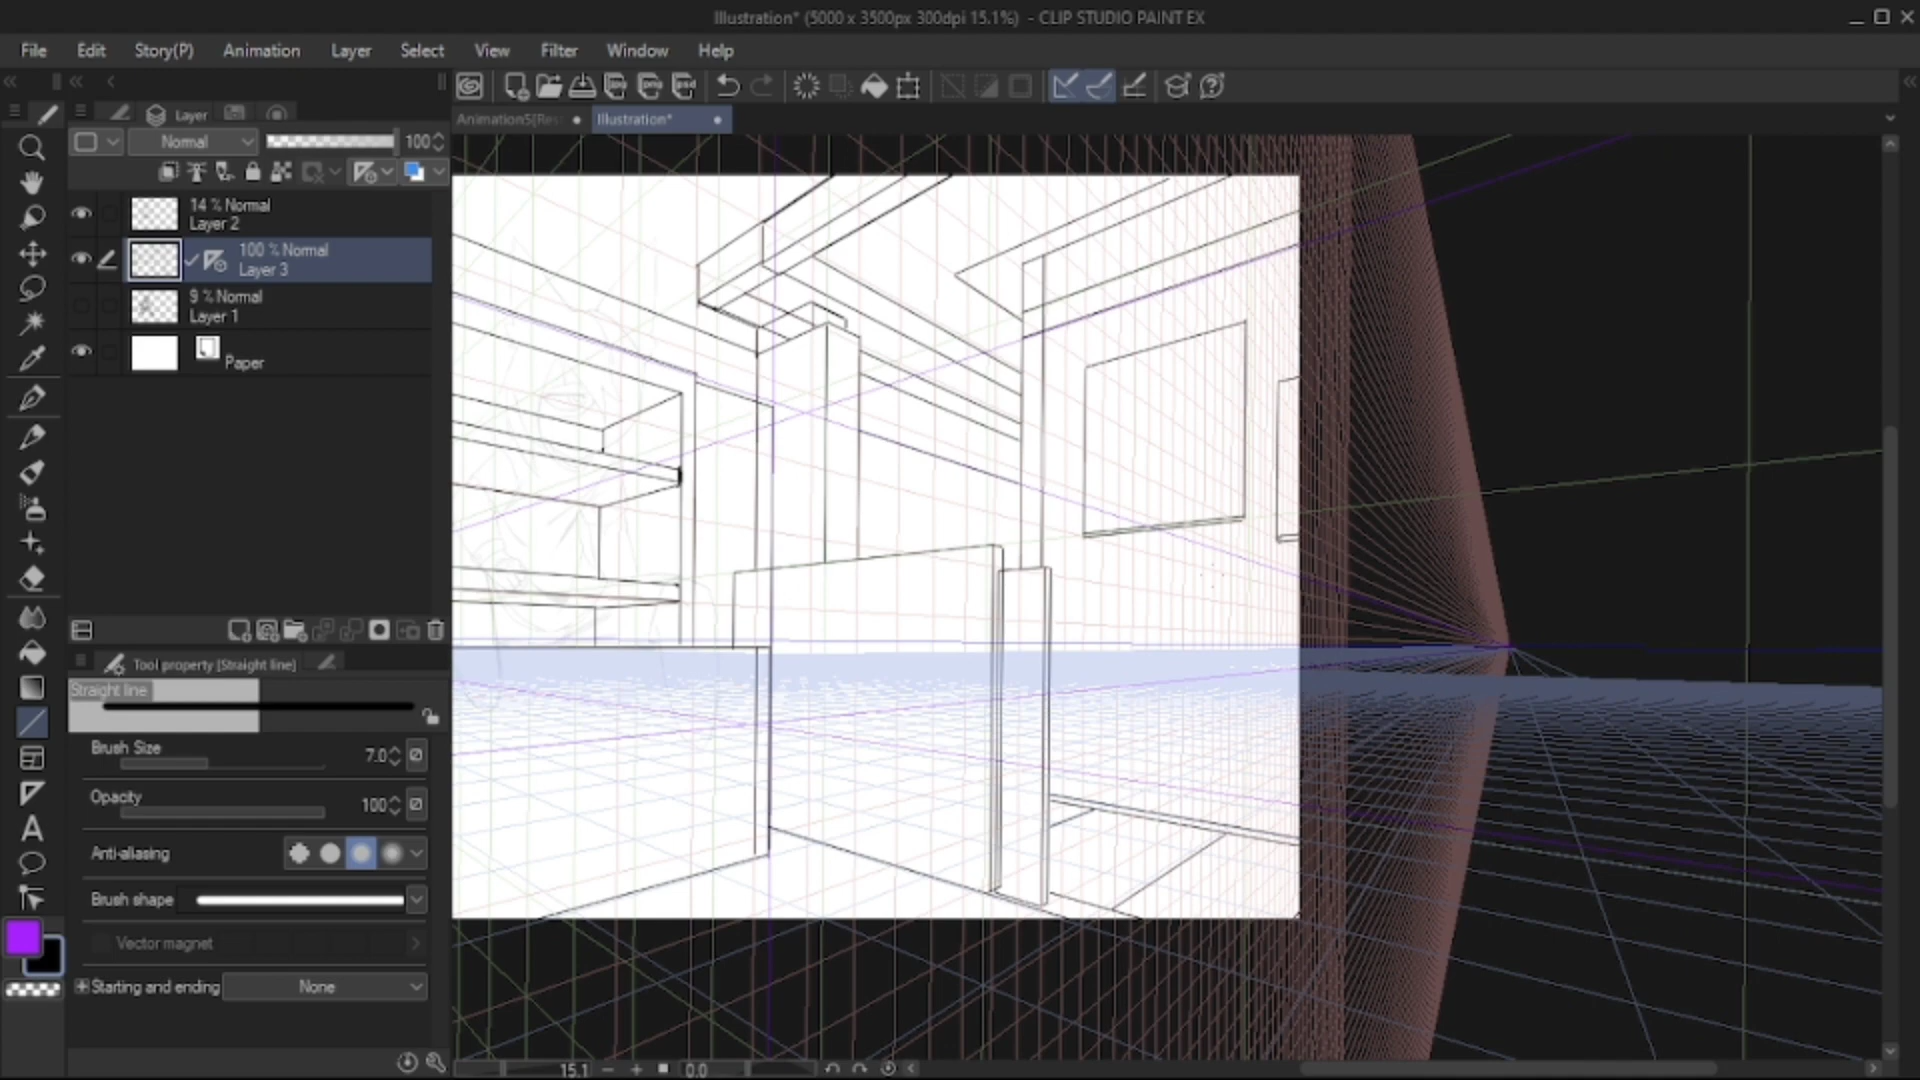 Illustration* (5000 x 3500px 300dpi 15.1%) - CLIP STUDIO PAINT EX
File Edit Story(P) Animation Layer Select View Filter Window Help
Layer
Illustration*
Normal 100
14 % Normal
Layer 2
100 % Normal
Layer 3
9 % Normal
Layer 1
Paper
Tool property [Straight line]
Straight line
Brush Size 7.0
Opacity 100
Anti-aliasing
Brush shape
Vector magnet
Starting and ending None
15.1 0.0